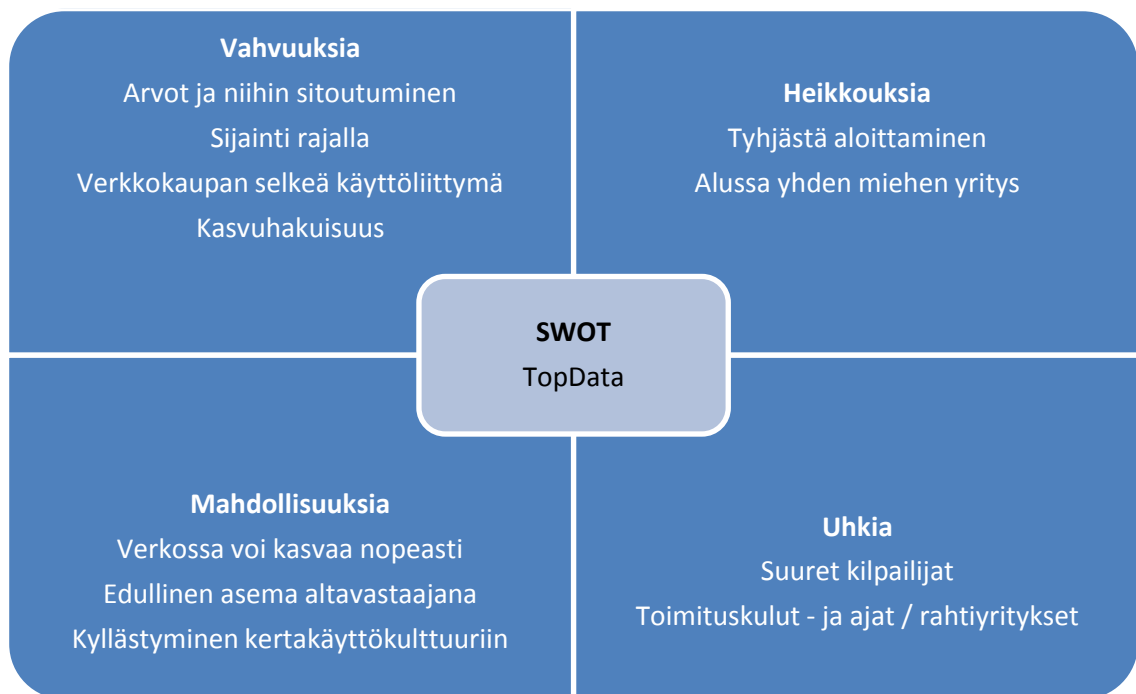 Vahvuuksia
Arvot ja niihin sitoutuminen
Sijainti rajalla
Verkkokaupan selkeä käyttöliittymä
Kasvuhakuisuus
Heikkouksia
Tyhjästä aloittaminen
Alussa yhden miehen yritys
SWOT
TopData
Mahdollisuuksia
Verkossa voi kasvaa nopeasti
Edullinen asema altavastaajana
Kyllästyminen kertakäyttökulttuuriin
Uhkia
Suuret kilpailijat
Toimituskulut - ja ajat / rahtiyritykset